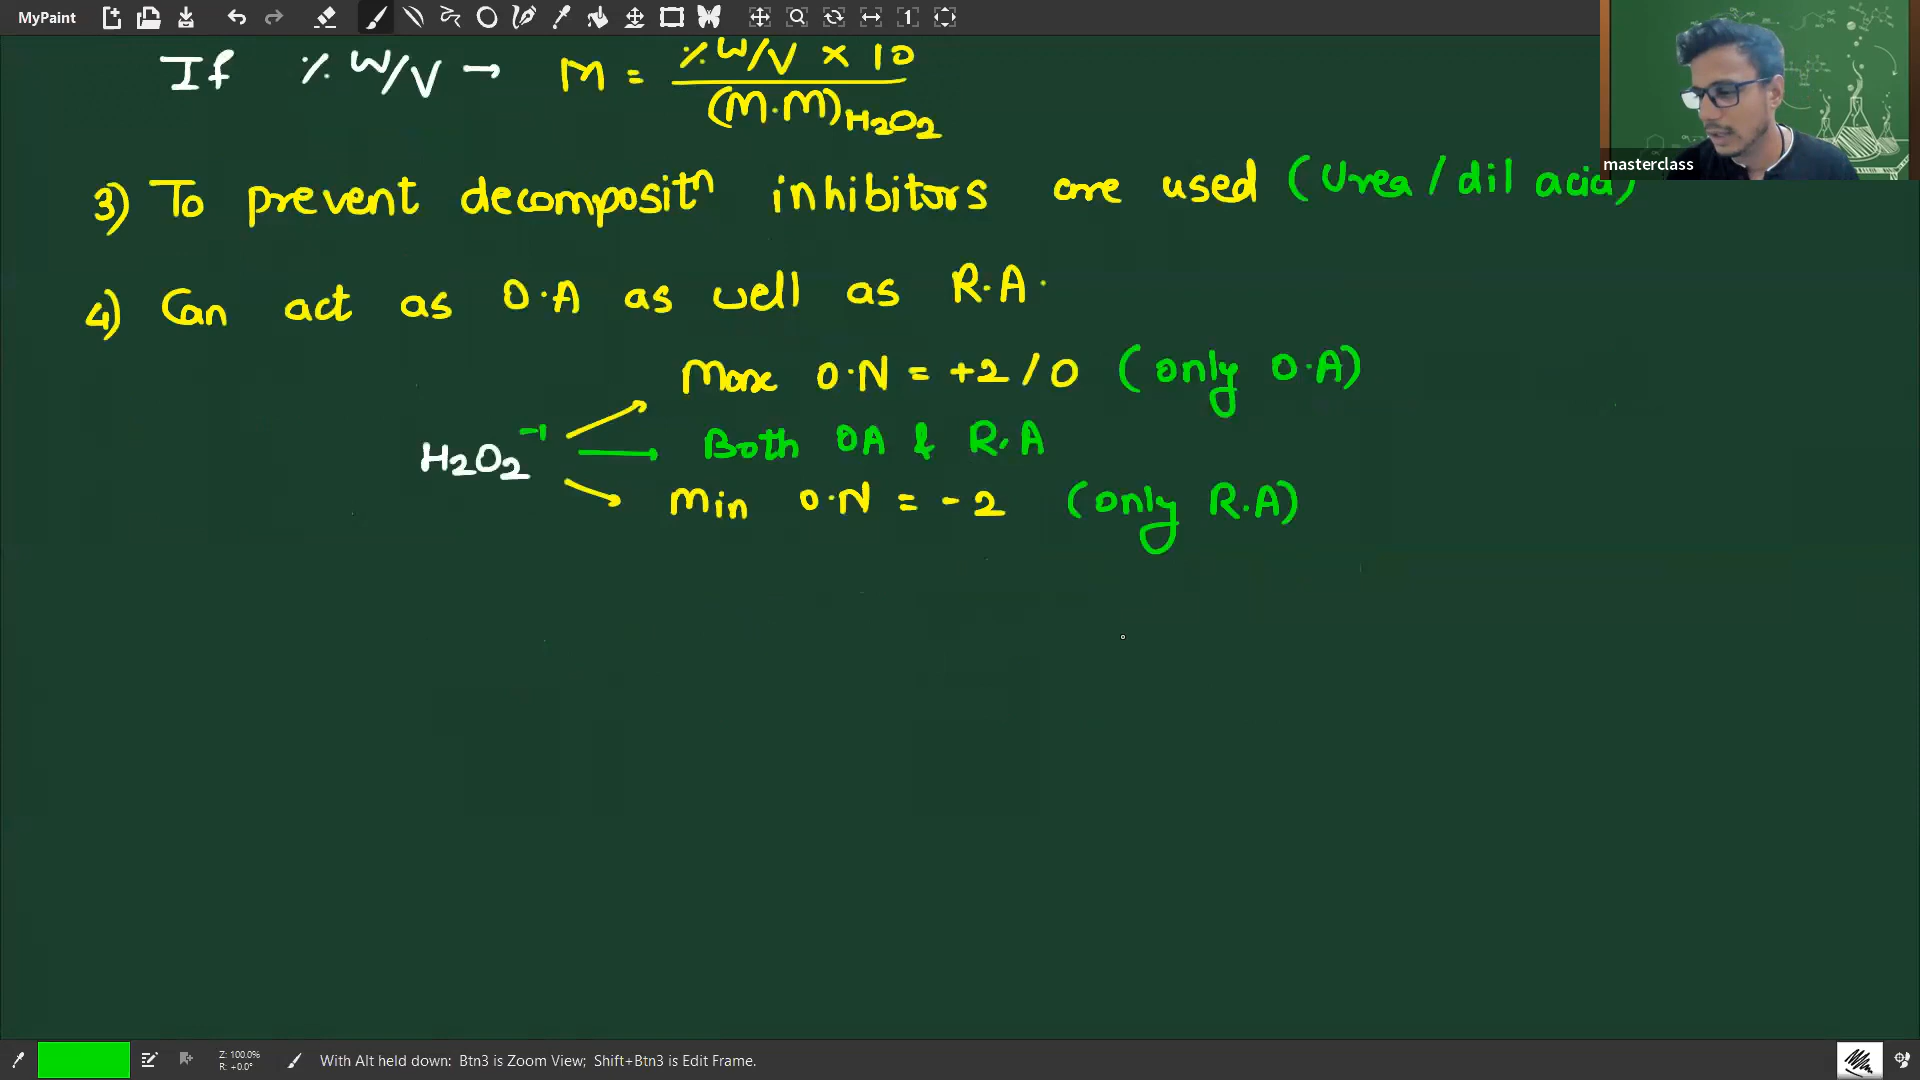 MyPaint
If % W/V → M = % W/V × 10
(M.M)H2O2
masterclass
3) To prevent decompositn inhibitors are used (Urea/dil acid)
4) Can act as O.A as well as R.A.
Max O.N = +2/0 (only O.A)
H2O2 -1 Both OA & R.A
Min O.N = -2 (only R.A)
Z: 100.0%
R: +0.0°
With Alt held down: Btn3 is Zoom View; Shift+Btn3 is Edit Frame.